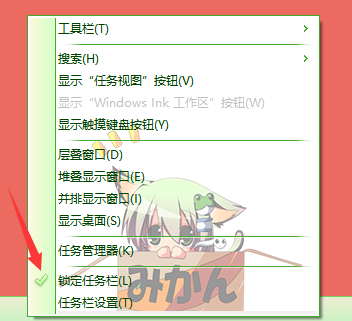 工具栏(T)
搜索(H)
显示“任务视图”按钮(V)
显示“Windows Ink 工作区”按钮(W)
显示触摸键盘按钮(Y)
层叠窗口(D)
堆叠显示窗口(E)
并排显示窗口(I)
显示桌面(S)
任务管理器(K)
みかん
锁定任务栏(L)
任务栏设置(T)